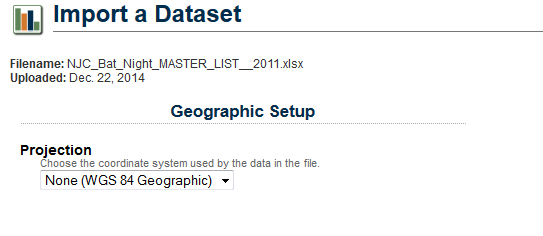 Import a Dataset
Filename: NJC_Bat_Night_MASTER_LIST__2011.xlsx
Uploaded: Dec. 22, 2014
Geographic Setup
Projection
Choose the coordinate system used by the data in the file.
None (WGS 84 Geographic)